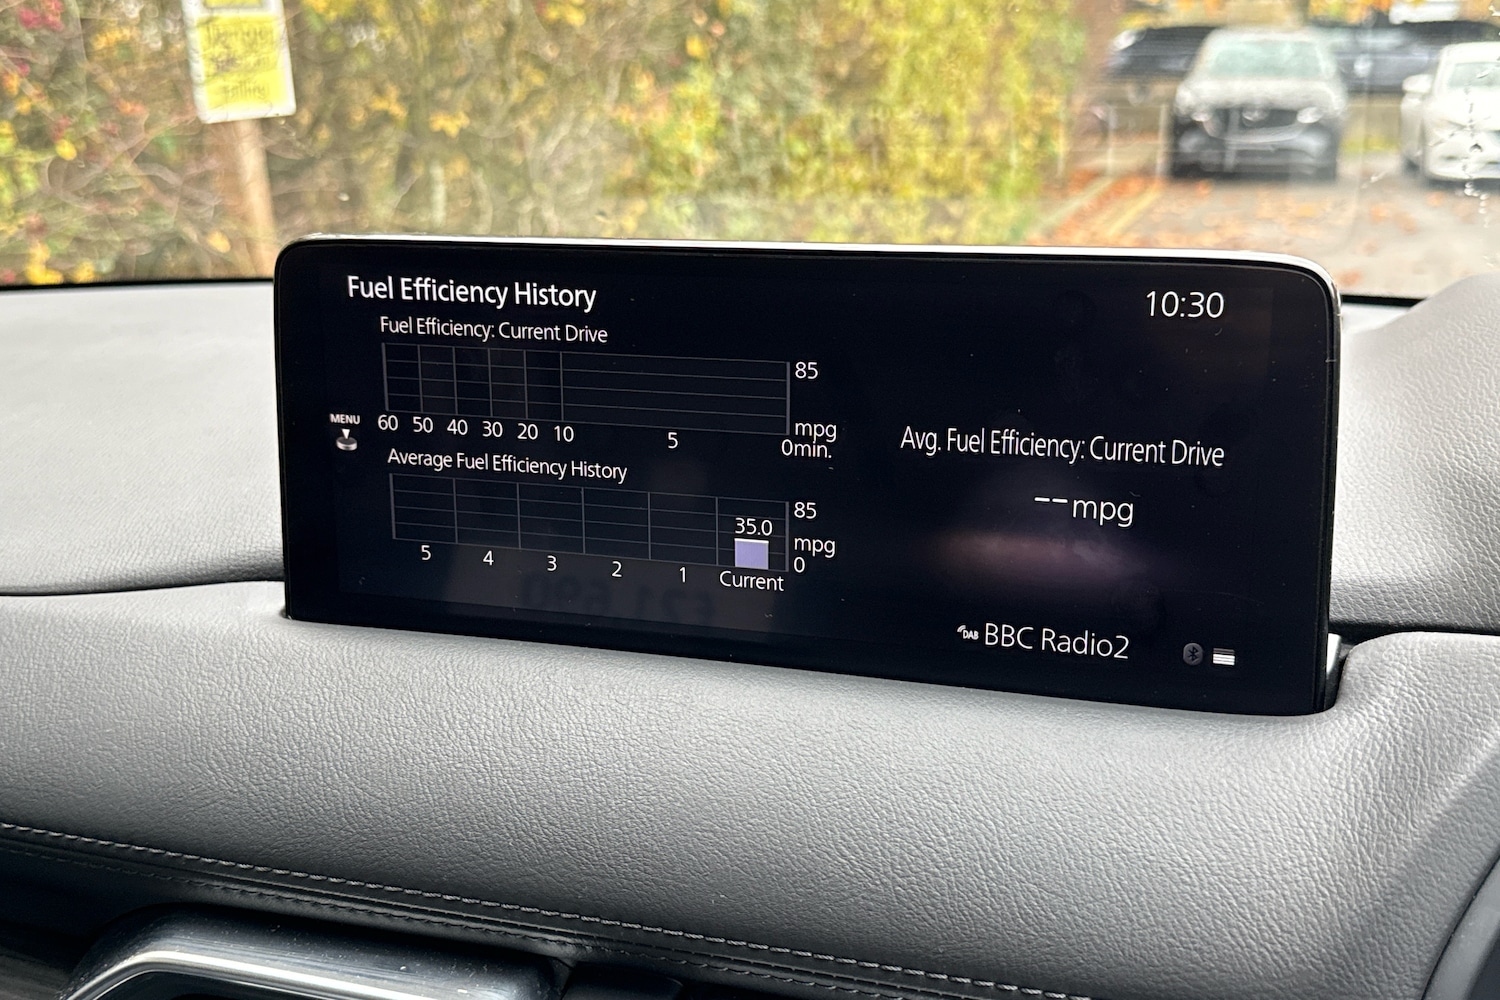 Fuel Efficiency History
10:30
Fuel Efficiency: Current Drive
85
MENU
60 50 40 30 20 10 5
mpg
0min.
Average Fuel Efficiency History
85
35.0
mpg
0
5 4 3 2 1 Current
Avg. Fuel Efficiency: Current Drive
--mpg
DAB BBC Radio2